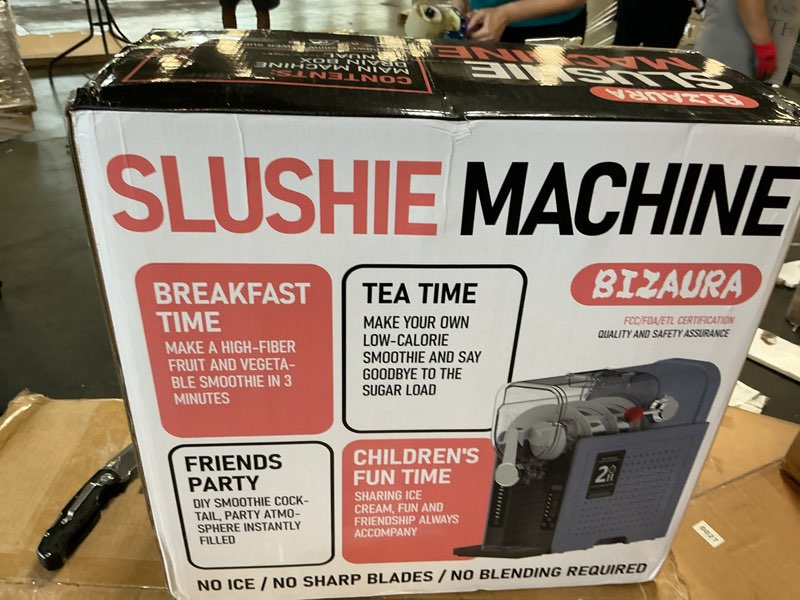 CONTENTS:
MAIN MACHINE
DRAIN BOX
SLUSHIE
MACHINE
BIZAURA
SLUSHIE MACHINE
BIZAURA
FCC/FDA/ETL CERTIFICATION
QUALITY AND SAFETY ASSURANCE
BREAKFAST
TIME
MAKE A HIGH-FIBER
FRUIT AND VEGETA-
BLE SMOOTHIE IN 3
MINUTES
TEA TIME
MAKE YOUR OWN
LOW-CALORIE
SMOOTHIE AND SAY
GOODBYE TO THE
SUGAR LOAD
FRIENDS
PARTY
DIY SMOOTHIE COCK-
TAIL, PARTY ATMO-
SPHERE INSTANTLY
FILLED
CHILDREN'S
FUN TIME
SHARING ICE
CREAM, FUN AND
FRIENDSHIP ALWAYS
ACCOMPANY
NO ICE / NO SHARP BLADES / NO BLENDING REQUIRED